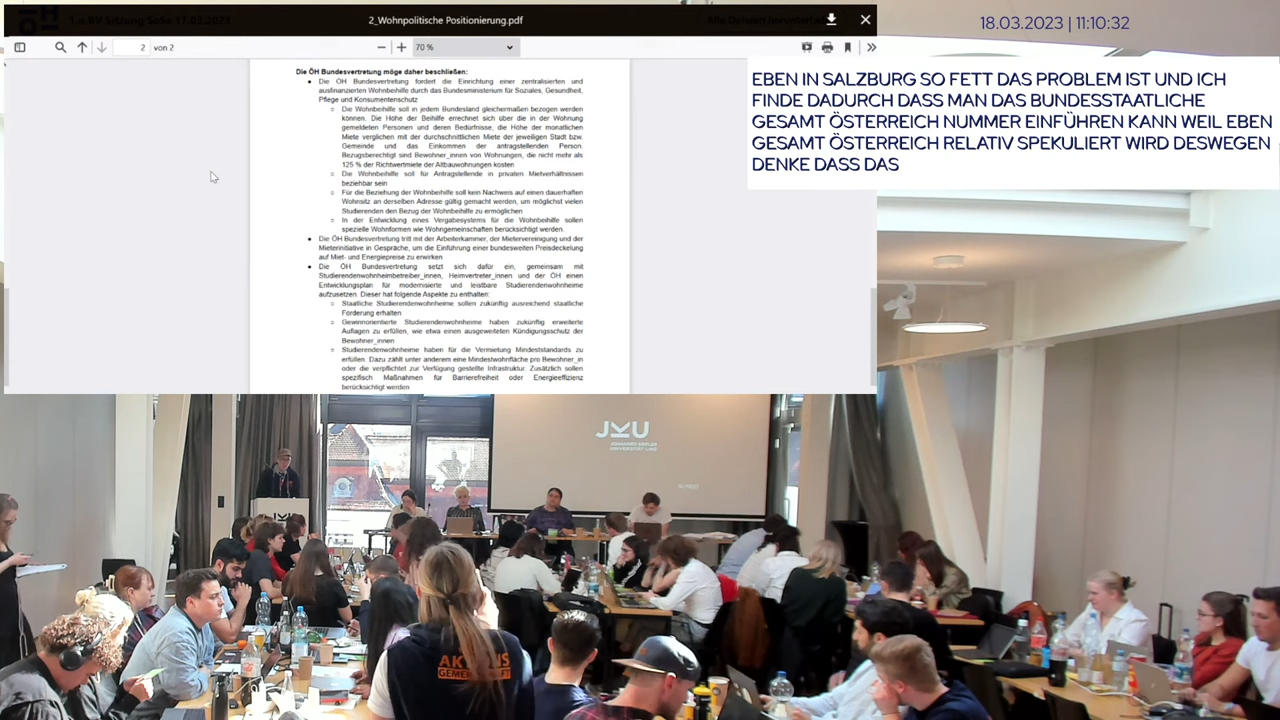 1.o BV Sitzung SoSe 17.03.2023
2_Wohnpolitische Positionierung.pdf
18.03.2023 | 11:10:32
2 von 2
70 %
EBEN IN SALZBURG SO FETT DAS PROBLEM IST UND ICH
FINDE DADURCH DASS MAN DAS BUNDESSTAATLICHE
GESAMT ÖSTERREICH NUMMER EINFÜHREN KANN WEIL EBEN
GESAMT ÖSTERREICH RELATIV SPEKULIERT WIRD DESWEGEN
DENKE DASS DAS
Die ÖH Bundesvertretung möge daher beschließen:
● Die ÖH Bundesvertretung fordert die Einrichtung einer zentralisierten und
ausfinanzierten Wohnbeihilfe durch das Bundesministerium für Soziales, Gesundheit,
Pflege und Konsumentenschutz
○ Die Wohnbeihilfe soll in jedem Bundesland gleichermaßen bezogen werden
können. Die Höhe der Beihilfe errechnet sich über die in der Wohnung
gemeldeten Personen und deren Bedürfnisse, die Höhe der monatlichen
Miete verglichen mit der durchschnittlichen Miete der jeweiligen Stadt bzw.
Gemeinde und das Einkommen der antragstellenden Person.
Bezugsberechtigt sind Bewohner_innen von Wohnungen, die nicht mehr als
125 % der Richtwertmiete der Altbauwohnungen kosten
○ Die Wohnbeihilfe soll für Antragstellende in privaten Mietverhältnissen
beziehbar sein
○ Für die Beziehung der Wohnbeihilfe soll kein Nachweis auf einen dauerhaften
Wohnsitz an derselben Adresse gültig gemacht werden, um möglichst vielen
Studierenden den Bezug der Wohnbeihilfe zu ermöglichen
○ In der Entwicklung eines Vergabesystems für die Wohnbeihilfe sollen
spezielle Wohnformen wie Wohngemeinschaften berücksichtigt werden.
● Die ÖH Bundesvertretung tritt mit der Arbeiterkammer, der Mietervereinigung und der
Mieterinitiative in Gespräche, um die Einführung einer bundesweiten Preisdeckelung
auf Miet- und Energiepreise zu erwirken
● Die ÖH Bundesvertretung setzt sich dafür ein, gemeinsam mit
Studierendenwohnheimbetreiber_innen, Heimvertreter_innen und der ÖH einen
Entwicklungsplan für modernisierte und leistbare Studierendenwohnheime
aufzusetzen. Dieser hat folgende Aspekte zu enthalten:
○ Staatliche Studierendenwohnheime sollen zukünftig ausreichend staatliche
Förderung erhalten
○ Gewinnorientierte Studierendenwohnheime haben zukünftig erweiterte
Auflagen zu erfüllen, wie etwa einen ausgeweiteten Kündigungsschutz der
Bewohner_innen
○ Studierendenwohnheime haben für die Vermietung Mindeststandards zu
erfüllen. Dazu zählt unter anderem eine Mindestwohnfläche pro Bewohner_in
oder die verpflichtet zur Verfügung gestellte Infrastruktur. Zusätzlich sollen
spezifisch Maßnahmen für Barrierefreiheit oder Energieeffizienz
berücksichtigt werden
JKU
JOHANNES KEPLER
UNIVERSITÄT LINZ
JKU